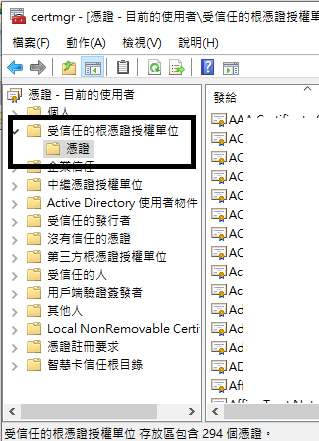 certmgr - [憑證 - 目前的使用者\受信任的根憑證授權單位
檔案(F) 動作(A) 檢視(V) 說明(H)
憑證 - 目前的使用者
個人
受信任的根憑證授權單位
憑證
企業信任
中繼憑證授權單位
Active Directory 使用者物件
受信任的發行者
沒有信任的憑證
第三方根憑證授權單位
受信任的人
用戶端驗證簽發者
其他人
Local NonRemovable Certi
憑證註冊要求
智慧卡信任根目錄
發給
AC
AC
AC
AC
AC
AC
AC
Ac
Ac
Ad
Ad
AD
Aff
受信任的根憑證授權單位 存放區包含 294 個憑證。